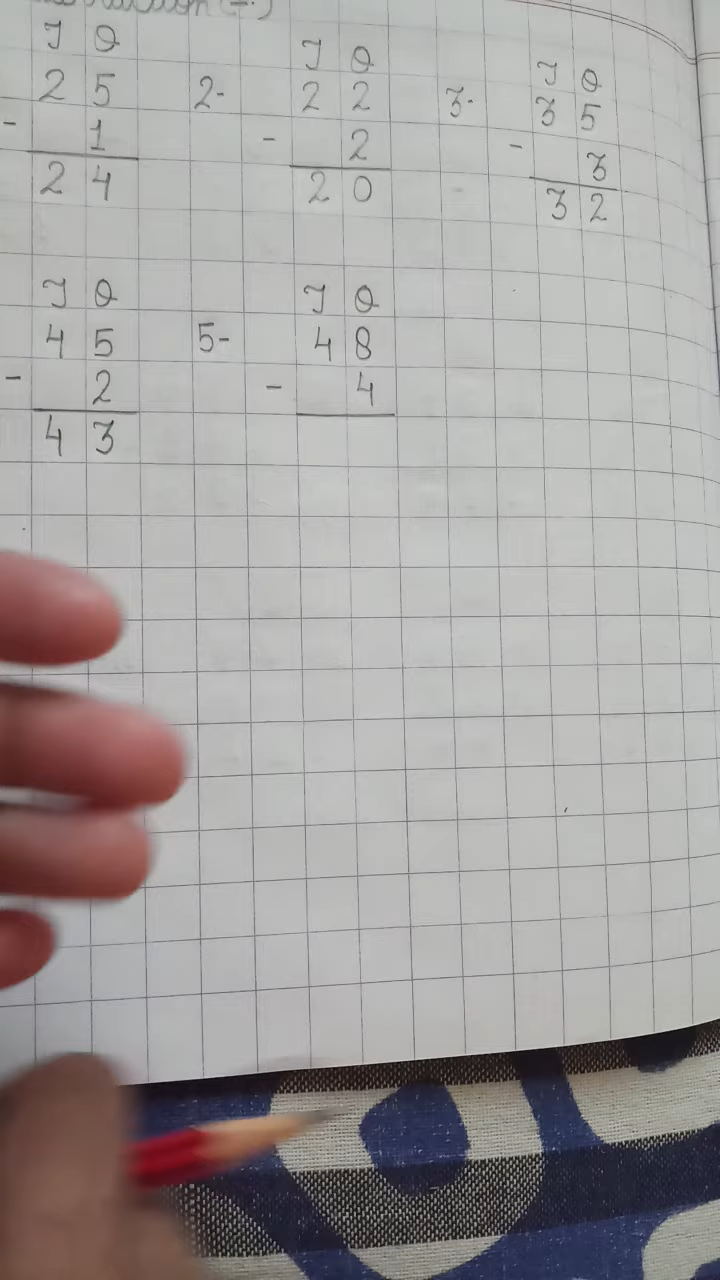 T O T O T O
2 5 2- 2 2 3. 3 5
- 1 - 2 - 3
2 4 2 0 3 2
T O T O
4 5 5- 4 8
- 2 - 4
4 3